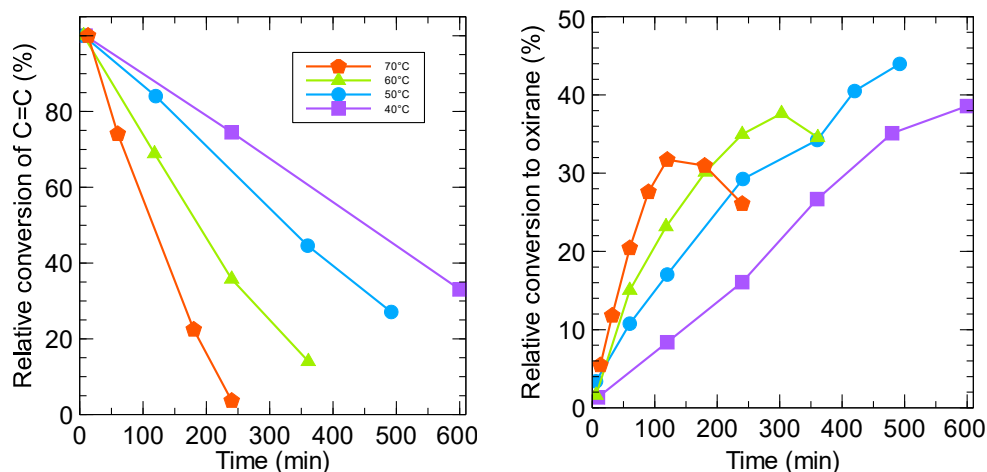 Relative conversion of C=C (%)
80
60
40
20
0
70°C
60°C
50°C
40°C
0 100 200 300 400 500 600
Time (min)
Relative conversion to oxirane (%)
50
40
30
20
10
0
0 100 200 300 400 500 600
Time (min)